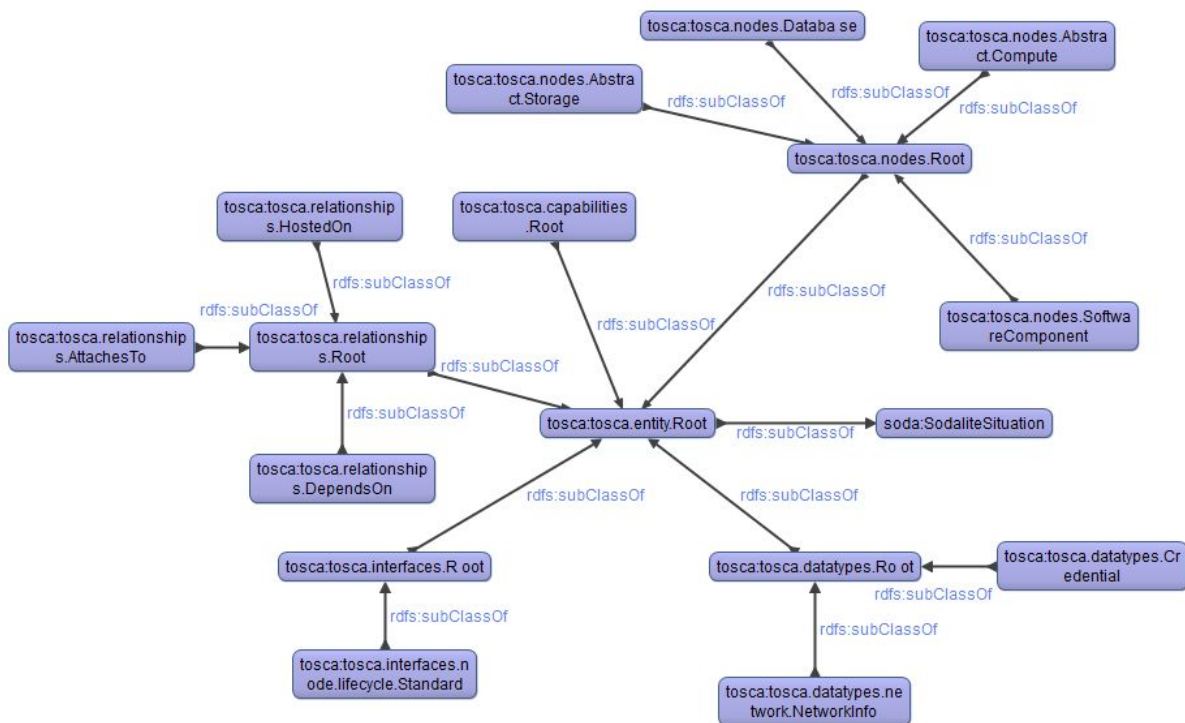 tosca:tosca.nodes.Databa se
tosca:tosca.nodes.Abstra
ct.Compute
tosca:tosca.nodes.Abstra
ct.Storage
rdfs:subClassOf
rdfs:subClassOf
rdfs:subClassOf
tosca:tosca.nodes.Root
tosca:tosca.relationship
s.HostedOn
tosca:tosca.capabilities
.Root
rdfs:subClassOf
rdfs:subClassOf
rdfs:subClassOf
rdfs:subClassOf
tosca:tosca.nodes.Softwa
reComponent
tosca:tosca.relationship
s.AttachesTo
tosca:tosca.relationship
s.Root
rdfs:subClassOf
rdfs:subClassOf
rdfs:subClassOf
tosca:tosca.entity.Root
rdfs:subClassOf
soda:SodaliteSituation
rdfs:subClassOf
tosca:tosca.relationship
s.DependsOn
rdfs:subClassOf
rdfs:subClassOf
tosca:tosca.interfaces.R oot
tosca:tosca.datatypes.Ro ot
tosca:tosca.datatypes.Cr
edential
rdfs:subClassOf
rdfs:subClassOf
rdfs:subClassOf
tosca:tosca.interfaces.n
ode.lifecycle.Standard
tosca:tosca.datatypes.ne
twork.NetworkInfo